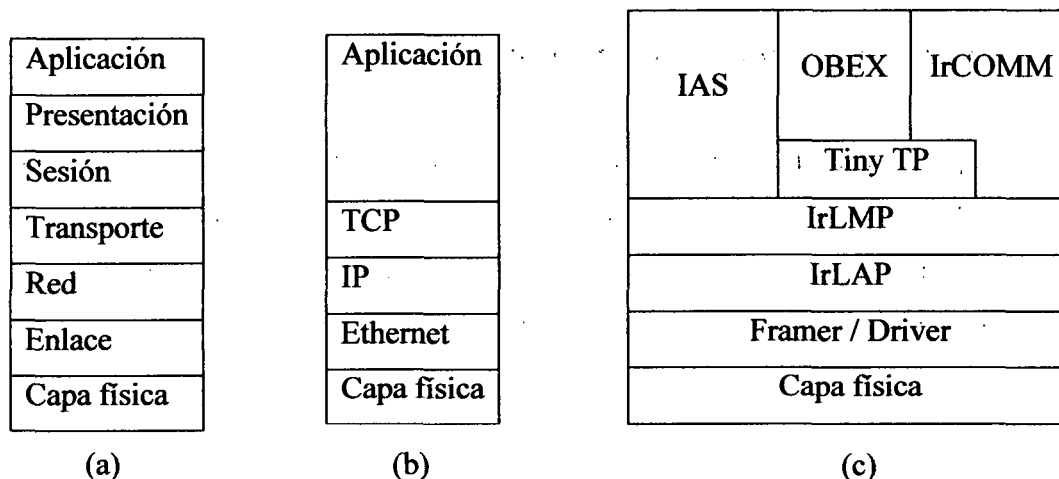 Aplicación
Presentación
Sesión
Transporte
Red
Enlace
Capa física
(a)
Aplicación
TCP
IP
Ethernet
Capa física
(b)
IAS
OBEX
IrCOMM
Tiny TP
IrLMP
IrLAP
Framer / Driver
Capa física
(c)